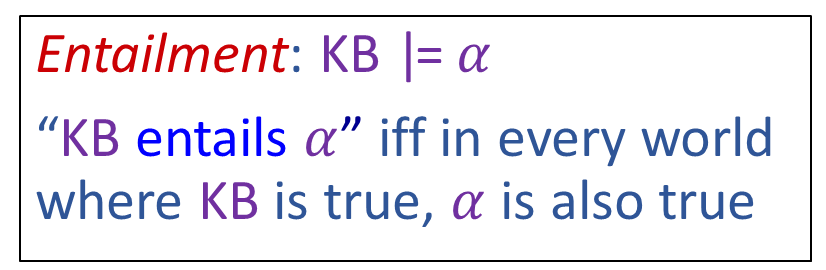 Entailment: KB |= α
“KB entails α” iff in every world
where KB is true, α is also true